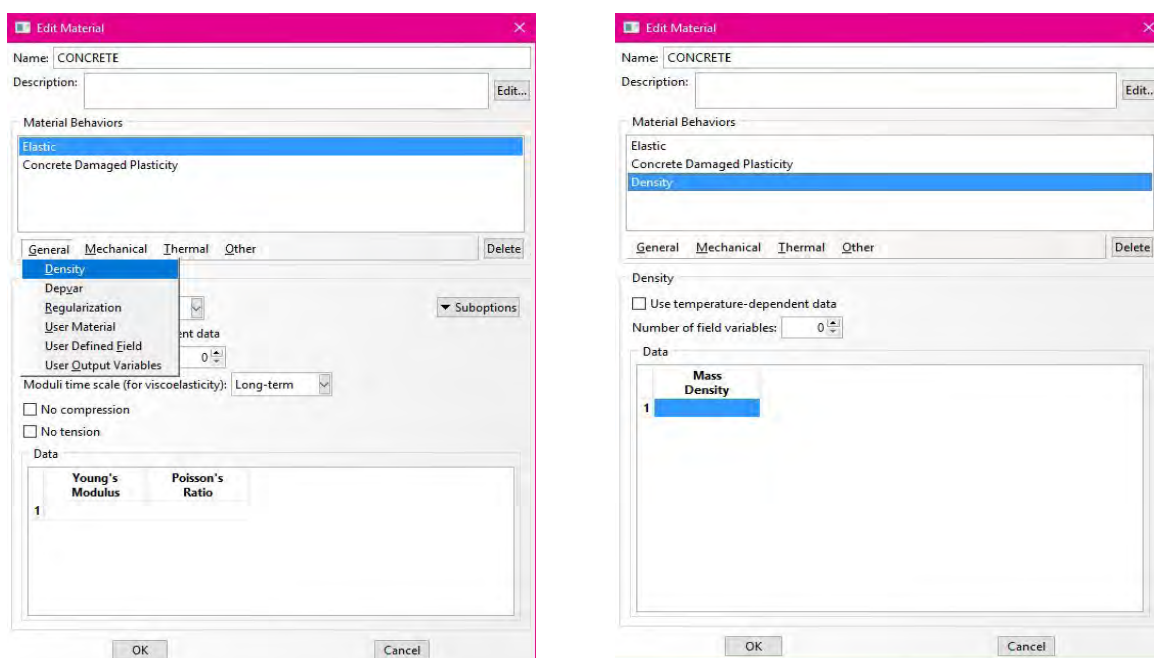 Edit Material
Name: CONCRETE
Description:
Edit...
Material Behaviors
Elastic
Concrete Damaged Plasticity
General Mechanical Thermal Other Delete
Density
Depvar
Regularization
User Material
User Defined Field
User Output Variables
Suboptions
ent data
0
Moduli time scale (for viscoelasticity): Long-term
No compression
No tension
Data
Young's Modulus
Poisson's Ratio
1
OK Cancel
Edit Material
Name: CONCRETE
Description:
Edit..
Material Behaviors
Elastic
Concrete Damaged Plasticity
Density
General Mechanical Thermal Other Delete
Density
Use temperature-dependent data
Number of field variables: 0
Data
Mass
Density
1
OK Cancel